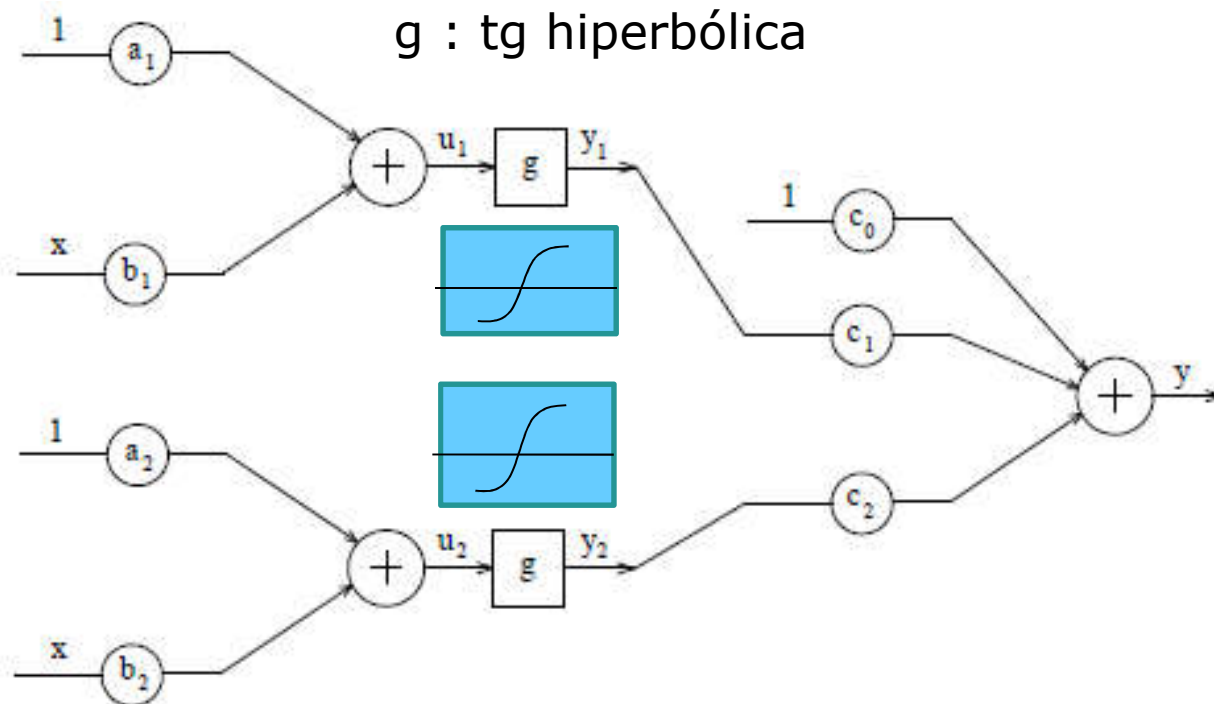 g : tg hiperbólica
1
a₁
x
b₁
+
u₁
g
y₁
1
c₀
c₁
c₂
+
y
1
a₂
x
b₂
+
u₂
g
y₂